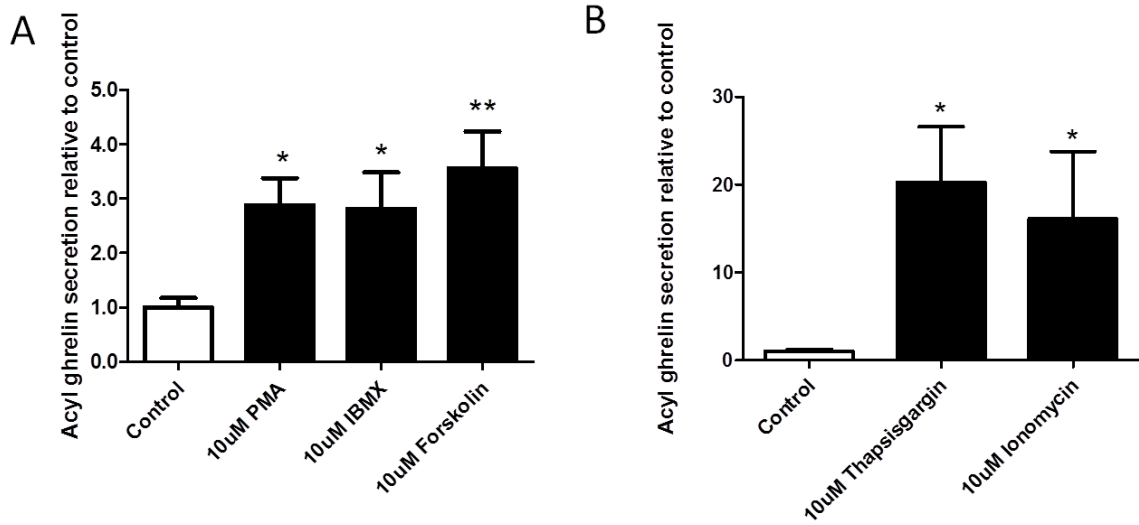 A
Acyl ghrelin secretion relative to control
5.0
4.0
3.0
2.0
1.0
0.0
*
*
**
Control
10uM PMA
10uM IBMX
10uM Forskolin
B
Acyl ghrelin secretion relative to control
30
20
10
0
*
*
Control
10uM Thapsisgargin
10uM Ionomycin